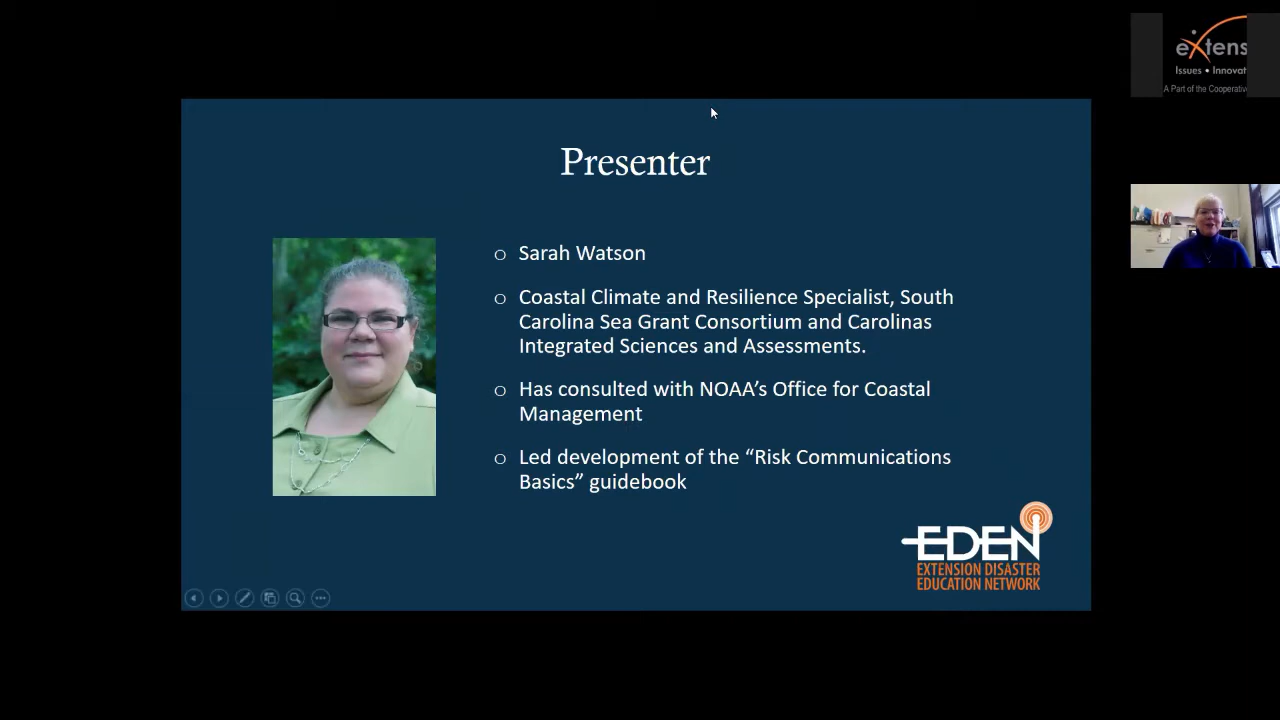 eXtens
Issues • Innovat
A Part of the Cooperative
Presenter
Sarah Watson
Coastal Climate and Resilience Specialist, South
Carolina Sea Grant Consortium and Carolinas
Integrated Sciences and Assessments.
Has consulted with NOAA’s Office for Coastal
Management
Led development of the “Risk Communications
Basics” guidebook
EDEN
EXTENSION DISASTER
EDUCATION NETWORK